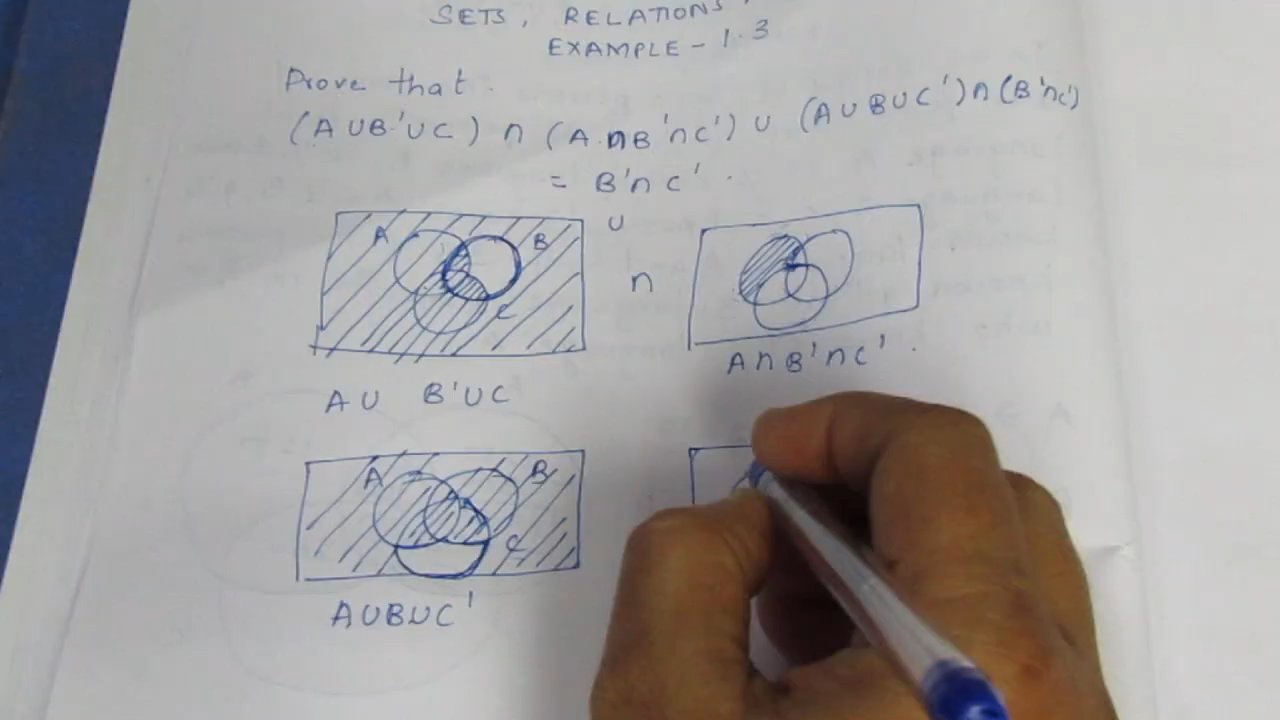 SETS, RELATIONS,
EXAMPLE - 1.3
Prove that.
(A ∪ B' ∪ C) ∩ (A ∩ B' ∩ C') ∪ (A ∪ B ∪ C') ∩ (B' ∩ C')
= B' ∩ C'.
∪
A B C
∩
A ∪ B' ∪ C
A ∩ B' ∩ C'.
A B C
A ∪ B ∪ C'